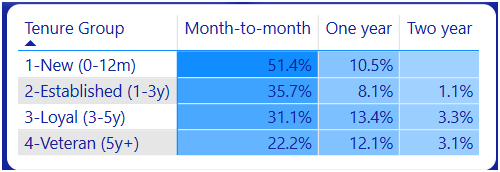 Tenure Group Month-to-month One year Two year
1-New (0-12m) 51.4% 10.5%
2-Established (1-3y) 35.7% 8.1% 1.1%
3-Loyal (3-5y) 31.1% 13.4% 3.3%
4-Veteran (5y+) 22.2% 12.1% 3.1%